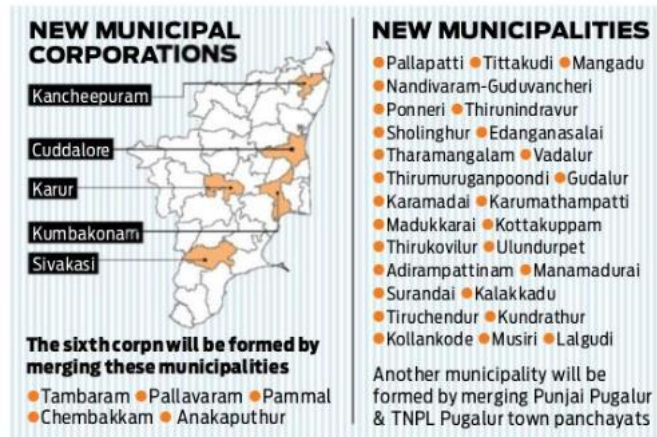 NEW MUNICIPAL
CORPORATIONS
Kancheepuram
Cuddalore
Karur
Kumbakonam
Sivakasi
The sixth corpn will be formed by
merging these municipalities
●Tambaram ●Pallavaram ●Pammal
●Chembakkam ● Anakaputhur
NEW MUNICIPALITIES
●Pallapatti ●Tittakudi ●Mangadu
●Nandivaram-Guduvancheri
●Ponneri ●Thirunindravur
●Sholinghur ●Edanganasalai
●Tharamangalam ●Vadalur
●Thirumuruganpoondi ●Gudalur
●Karamadai ●Karumathampatti
●Madukkarai ●Kottakuppam
●Thirukovilur ●Ulundurpet
●Adirampattinam ●Manamadurai
●Surandai ●Kalakkadu
●Tiruchendur ●Kundrathur
●Kollankode ●Musiri ●Lalgudi
Another municipality will be
formed by merging Punjai Pugalur
& TNPL Pugalur town panchayats